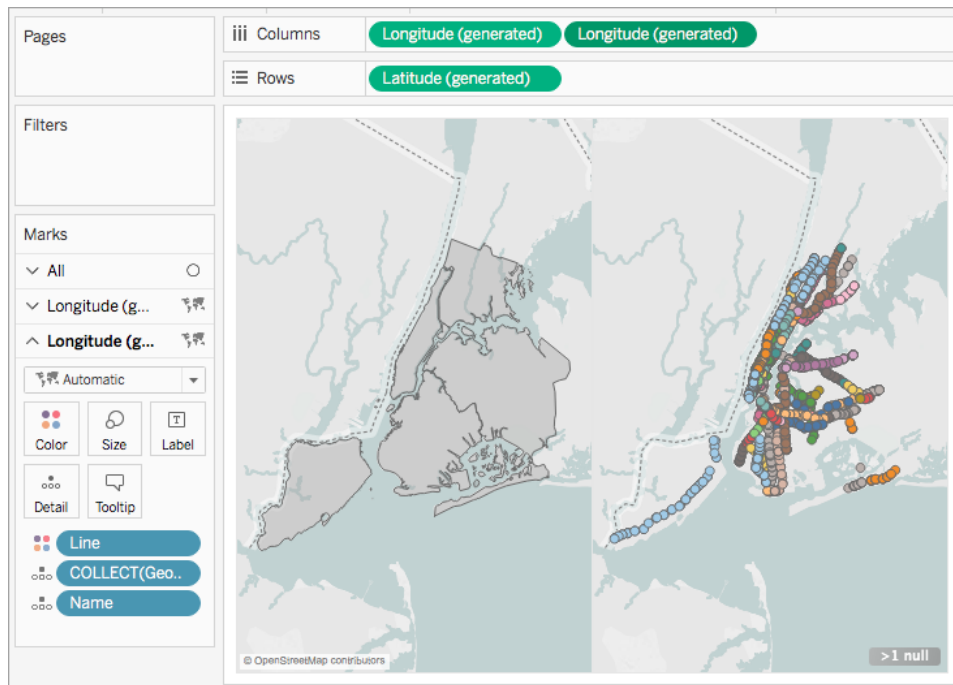 Pages
iii Columns
Longitude (generated)
Longitude (generated)
Rows
Latitude (generated)
Filters
Marks
All
Longitude (g...
Longitude (g...
Automatic
Color
Size
T
Label
Detail
Tooltip
Line
COLLECT(Geo..
Name
© OpenStreetMap contributors
>1 null